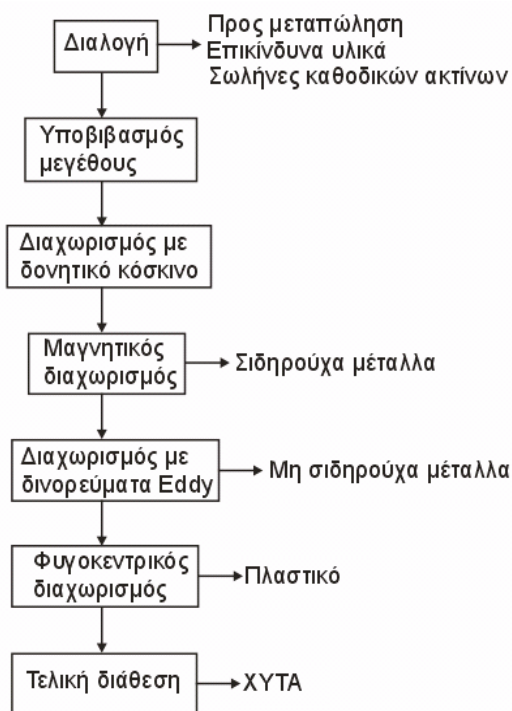 Διαλογή
Προς μεταπώληση
Επικίνδυνα υλικά
Σωλήνες καθοδικών ακτίνων
Υποβιβασμός
μεγέθους
Διαχωρισμός με
δονητικό κόσκινο
Μαγνητικός
διαχωρισμός
Σιδηρούχα μέταλλα
Διαχωρισμός με
δινορεύματα Eddy
Μη σιδηρούχα μέταλλα
Φυγοκεντρικός
διαχωρισμός
Πλαστικό
Τελική διάθεση
ΧΥΤΑ